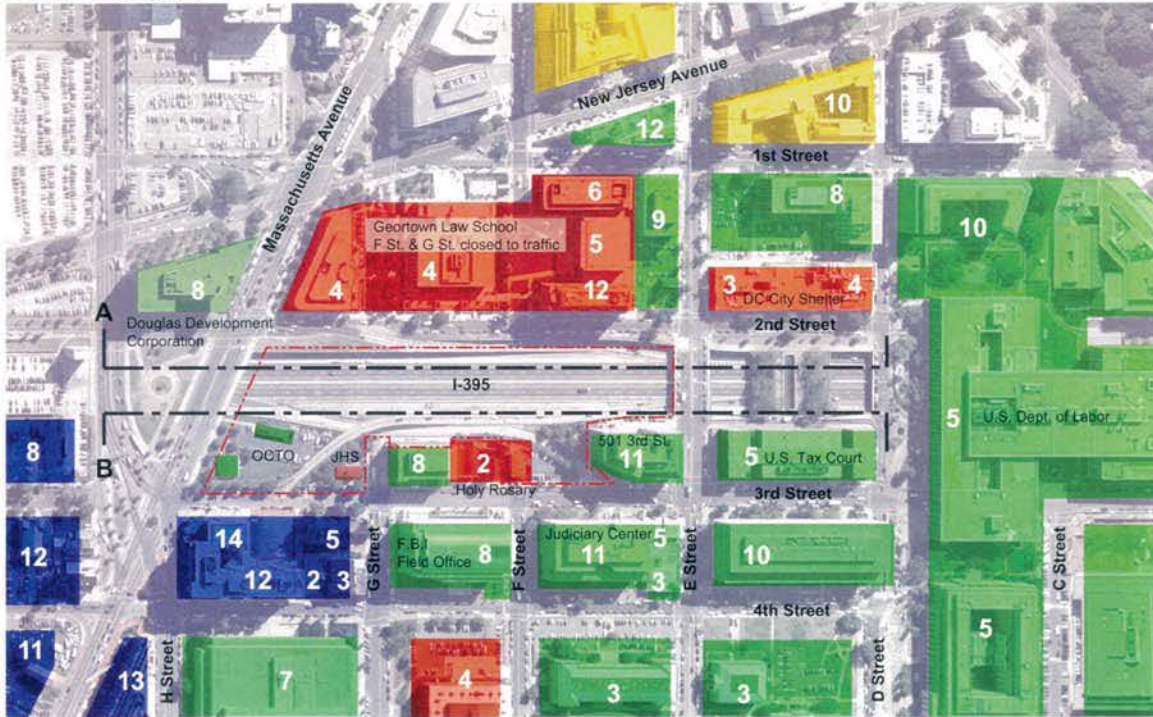 New Jersey Avenue
Massachusetts Avenue
12
10
1st Street
6
8
9
10
Geortown Law School
F St. & G St. closed to traffic
5
4
4
12
3
4
DC City Shelter
8
2nd Street
A
Douglas Development
Corporation
I-395
5
U.S. Dept. of Labor
8
B
OCTO
JHS
8
2
Holy Rosary
501 3rd St.
11
5
U.S. Tax Court
3rd Street
12
14
5
12
2
3
G Street
F.B.I
Field Office
8
F Street
Judiciary Center
5
11
3
E Street
10
C Street
4th Street
11
13
H Street
7
4
3
3
D Street
5